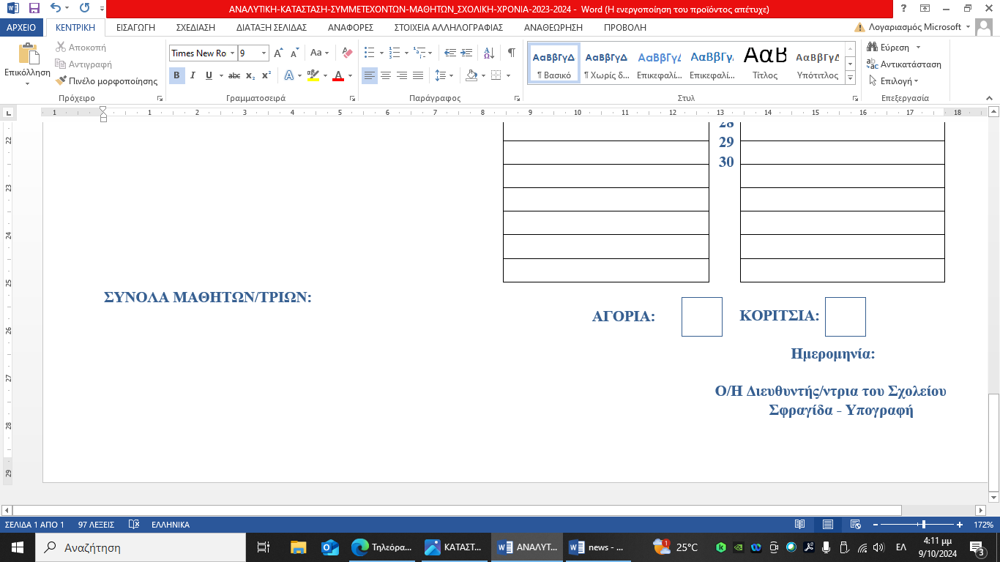 ΑΝΑΛΥΤΙΚΗ-ΚΑΤΑΣΤΑΣΗ-ΣΥΜΜΕΤΕΧΟΝΤΩΝ-ΜΑΘΗΤΩΝ_ΣΧΟΛΙΚΗ-ΧΡΟΝΙΑ-2023-2024 - Word (Η ενεργοποίηση του προϊόντος απέτυχε)
ΑΡΧΕΙΟ ΚΕΝΤΡΙΚΗ ΕΙΣΑΓΩΓΗ ΣΧΕΔΙΑΣΗ ΔΙΑΤΑΞΗ ΣΕΛΙΔΑΣ ΑΝΑΦΟΡΕΣ ΣΤΟΙΧΕΙΑ ΑΛΛΗΛΟΓΡΑΦΙΑΣ ΑΝΑΘΕΩΡΗΣΗ ΠΡΟΒΟΛΗ Λογαριασμός Microsoft
Επικόλληση
Αποκοπή
Αντιγραφή
Πινέλο μορφοποίησης
Πρόχειρο
Times New Ro 9
Aa
B I U abc x₂ x²
Γραμματοσειρά
Παράγραφος
ΑαΒβΓγΔ ΑαΒβΓγΔ ΑαΒβΓγΔ ΑαΒβΓγ ΑαΒ ΑαΒβΓγΔ
¶ Βασικό ¶ Χωρίς δ... Επικεφαλί... Επικεφαλί... Τίτλος Υπότιτλος
Στυλ
Εύρεση
Αντικατάσταση
Επιλογή
Επεξεργασία
1 1 2 3 4 5 6 7 8 9 10 11 12 13 14 15 16 17 18
22
23
24
25
26
27
28
29
28
29
30
ΣΥΝΟΛΑ ΜΑΘΗΤΩΝ/ΤΡΙΩΝ:
ΑΓΟΡΙΑ: ΚΟΡΙΤΣΙΑ:
Ημερομηνία:
Ο/Η Διευθυντής/ντρια του Σχολείου
Σφραγίδα - Υπογραφή
ΣΕΛΙΔΑ 1 ΑΠΟ 1 97 ΛΕΞΕΙΣ ΕΛΛΗΝΙΚΑ 172%
Αναζήτηση Τηλεόρα... ΚΑΤΑΣΤ... ΑΝΑΛΥΤ... news - ... 1 25°C ΕΛ 4:11 μμ
9/10/2024 3